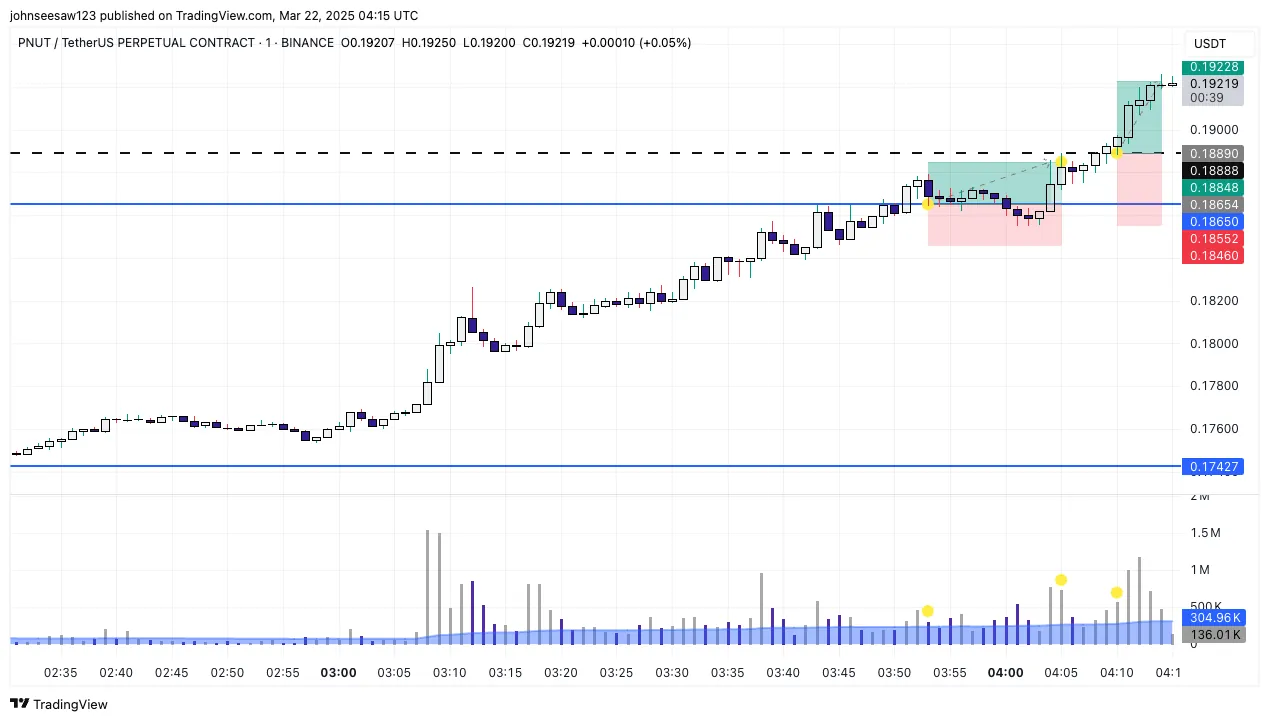 johnseesaw123 published on TradingView.com, Mar 22, 2025 04:15 UTC
PNUT / TetherUS PERPETUAL CONTRACT · 1 · BINANCE O0.19207 H0.19250 L0.19200 C0.19219 +0.00010 (+0.05%)
USDT
0.19228
0.19219
00:39
0.19000
0.18890
0.18888
0.18848
0.18654
0.18650
0.18552
0.18460
0.18200
0.18000
0.17800
0.17600
0.17427
2 M
1.5 M
1 M
500 K
304.96 K
136.01 K
0
02:35 02:40 02:45 02:50 02:55 03:00 03:05 03:10 03:15 03:20 03:25 03:30 03:35 03:40 03:45 03:50 03:55 04:00 04:05 04:10 04:1
TradingView